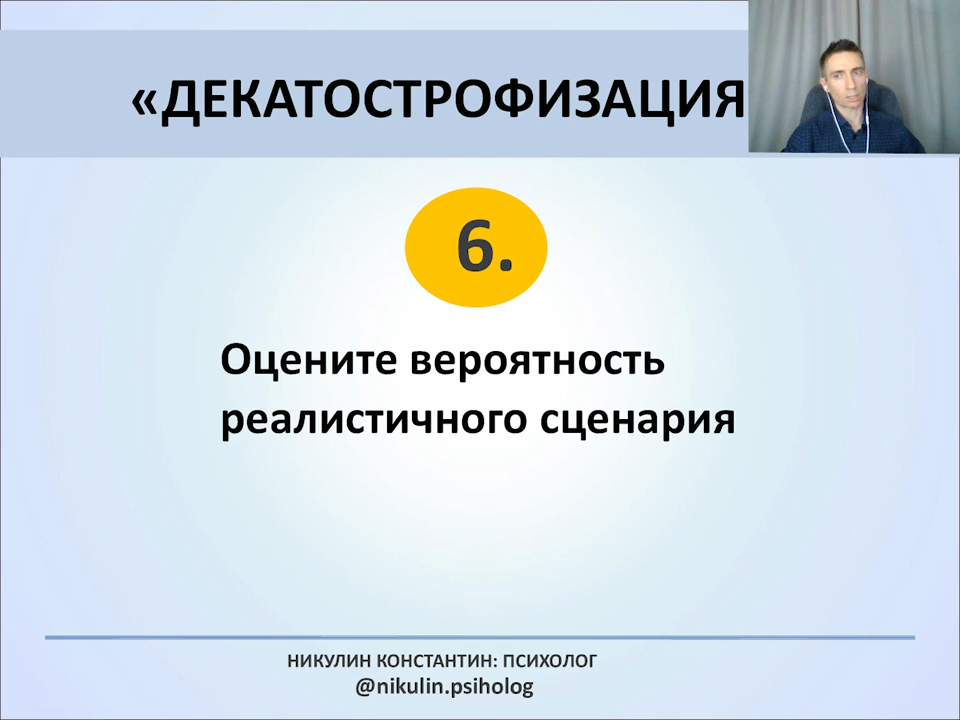 «ДЕКАТОСТРОФИЗАЦИЯ
6.
Оцените вероятность
реалистичного сценария
НИКУЛИН КОНСТАНТИН: ПСИХОЛОГ
@nikulin.psiholog